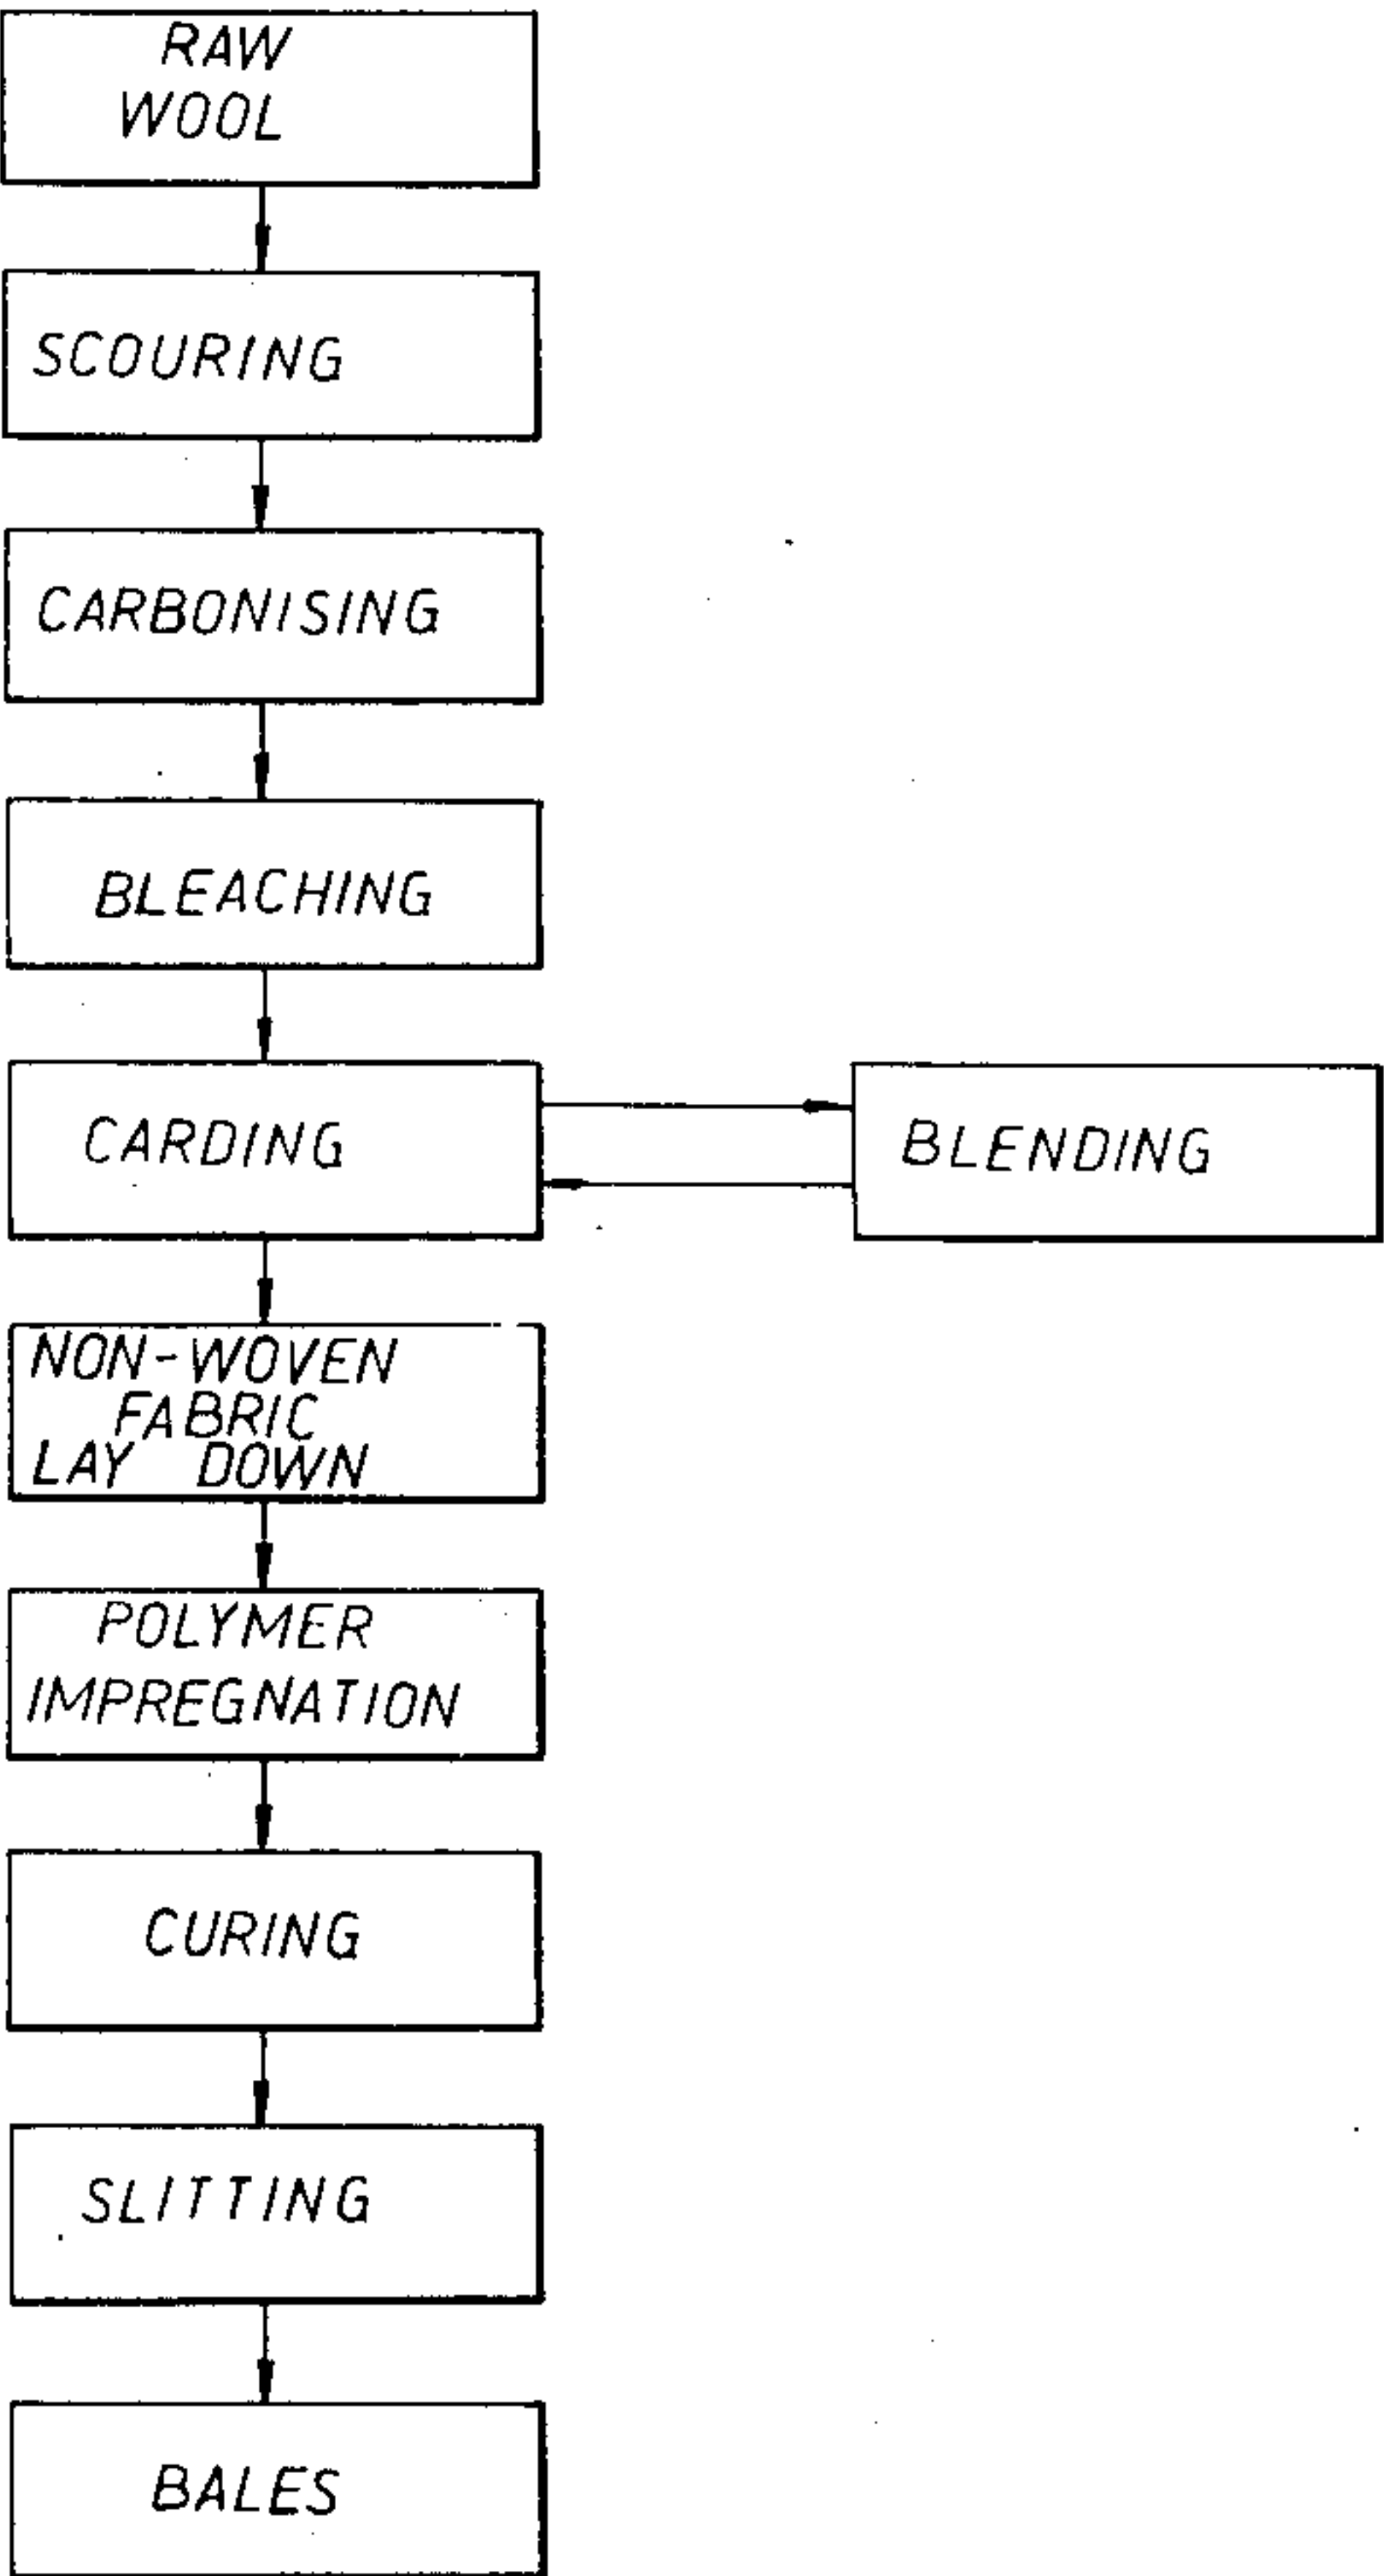 RAW
WOOL
SCOURING
CARBONISING
BLEACHING
CARDING
BLENDING
NON-WOVEN
FABRIC
LAY DOWN
POLYMER
IMPREGNATION
CURING
SLITTING
BALES